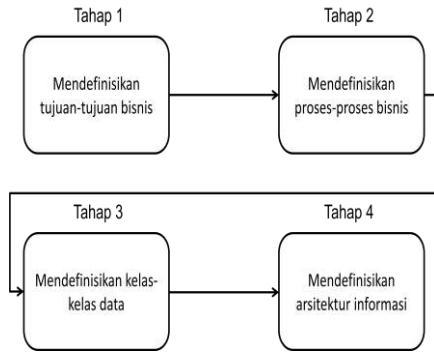 Tahap 1
Tahap 2
Mendefinisikan
tujuan-tujuan bisnis
Mendefinisikan
proses-proses bisnis
Tahap 3
Tahap 4
Mendefinisikan kelas-
kelas data
Mendefinisikan
arsitektur informasi